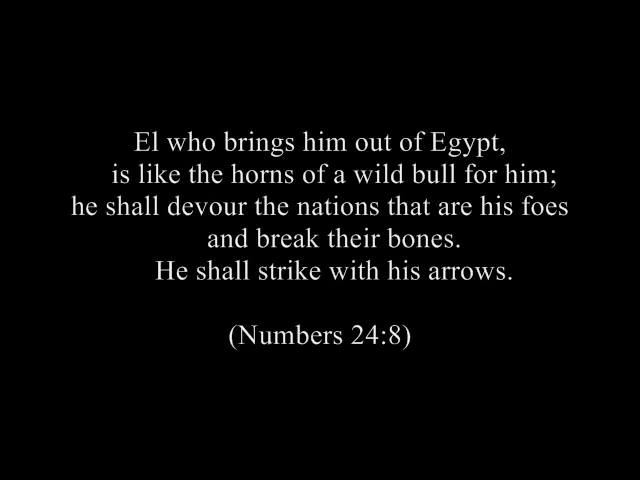 El who brings him out of Egypt,
is like the horns of a wild bull for him;
he shall devour the nations that are his foes
and break their bones.
He shall strike with his arrows.
(Numbers 24:8)